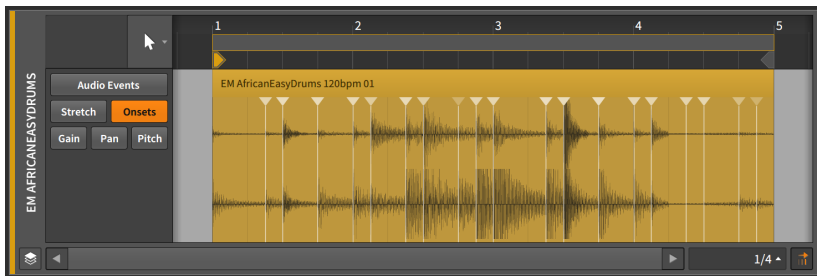 1 2 3 4 5
EM AFRICANEASYDRUMS
Audio Events
EM AfricanEasyDrums 120bpm 01
Stretch Onsets
Gain Pan Pitch
1/4